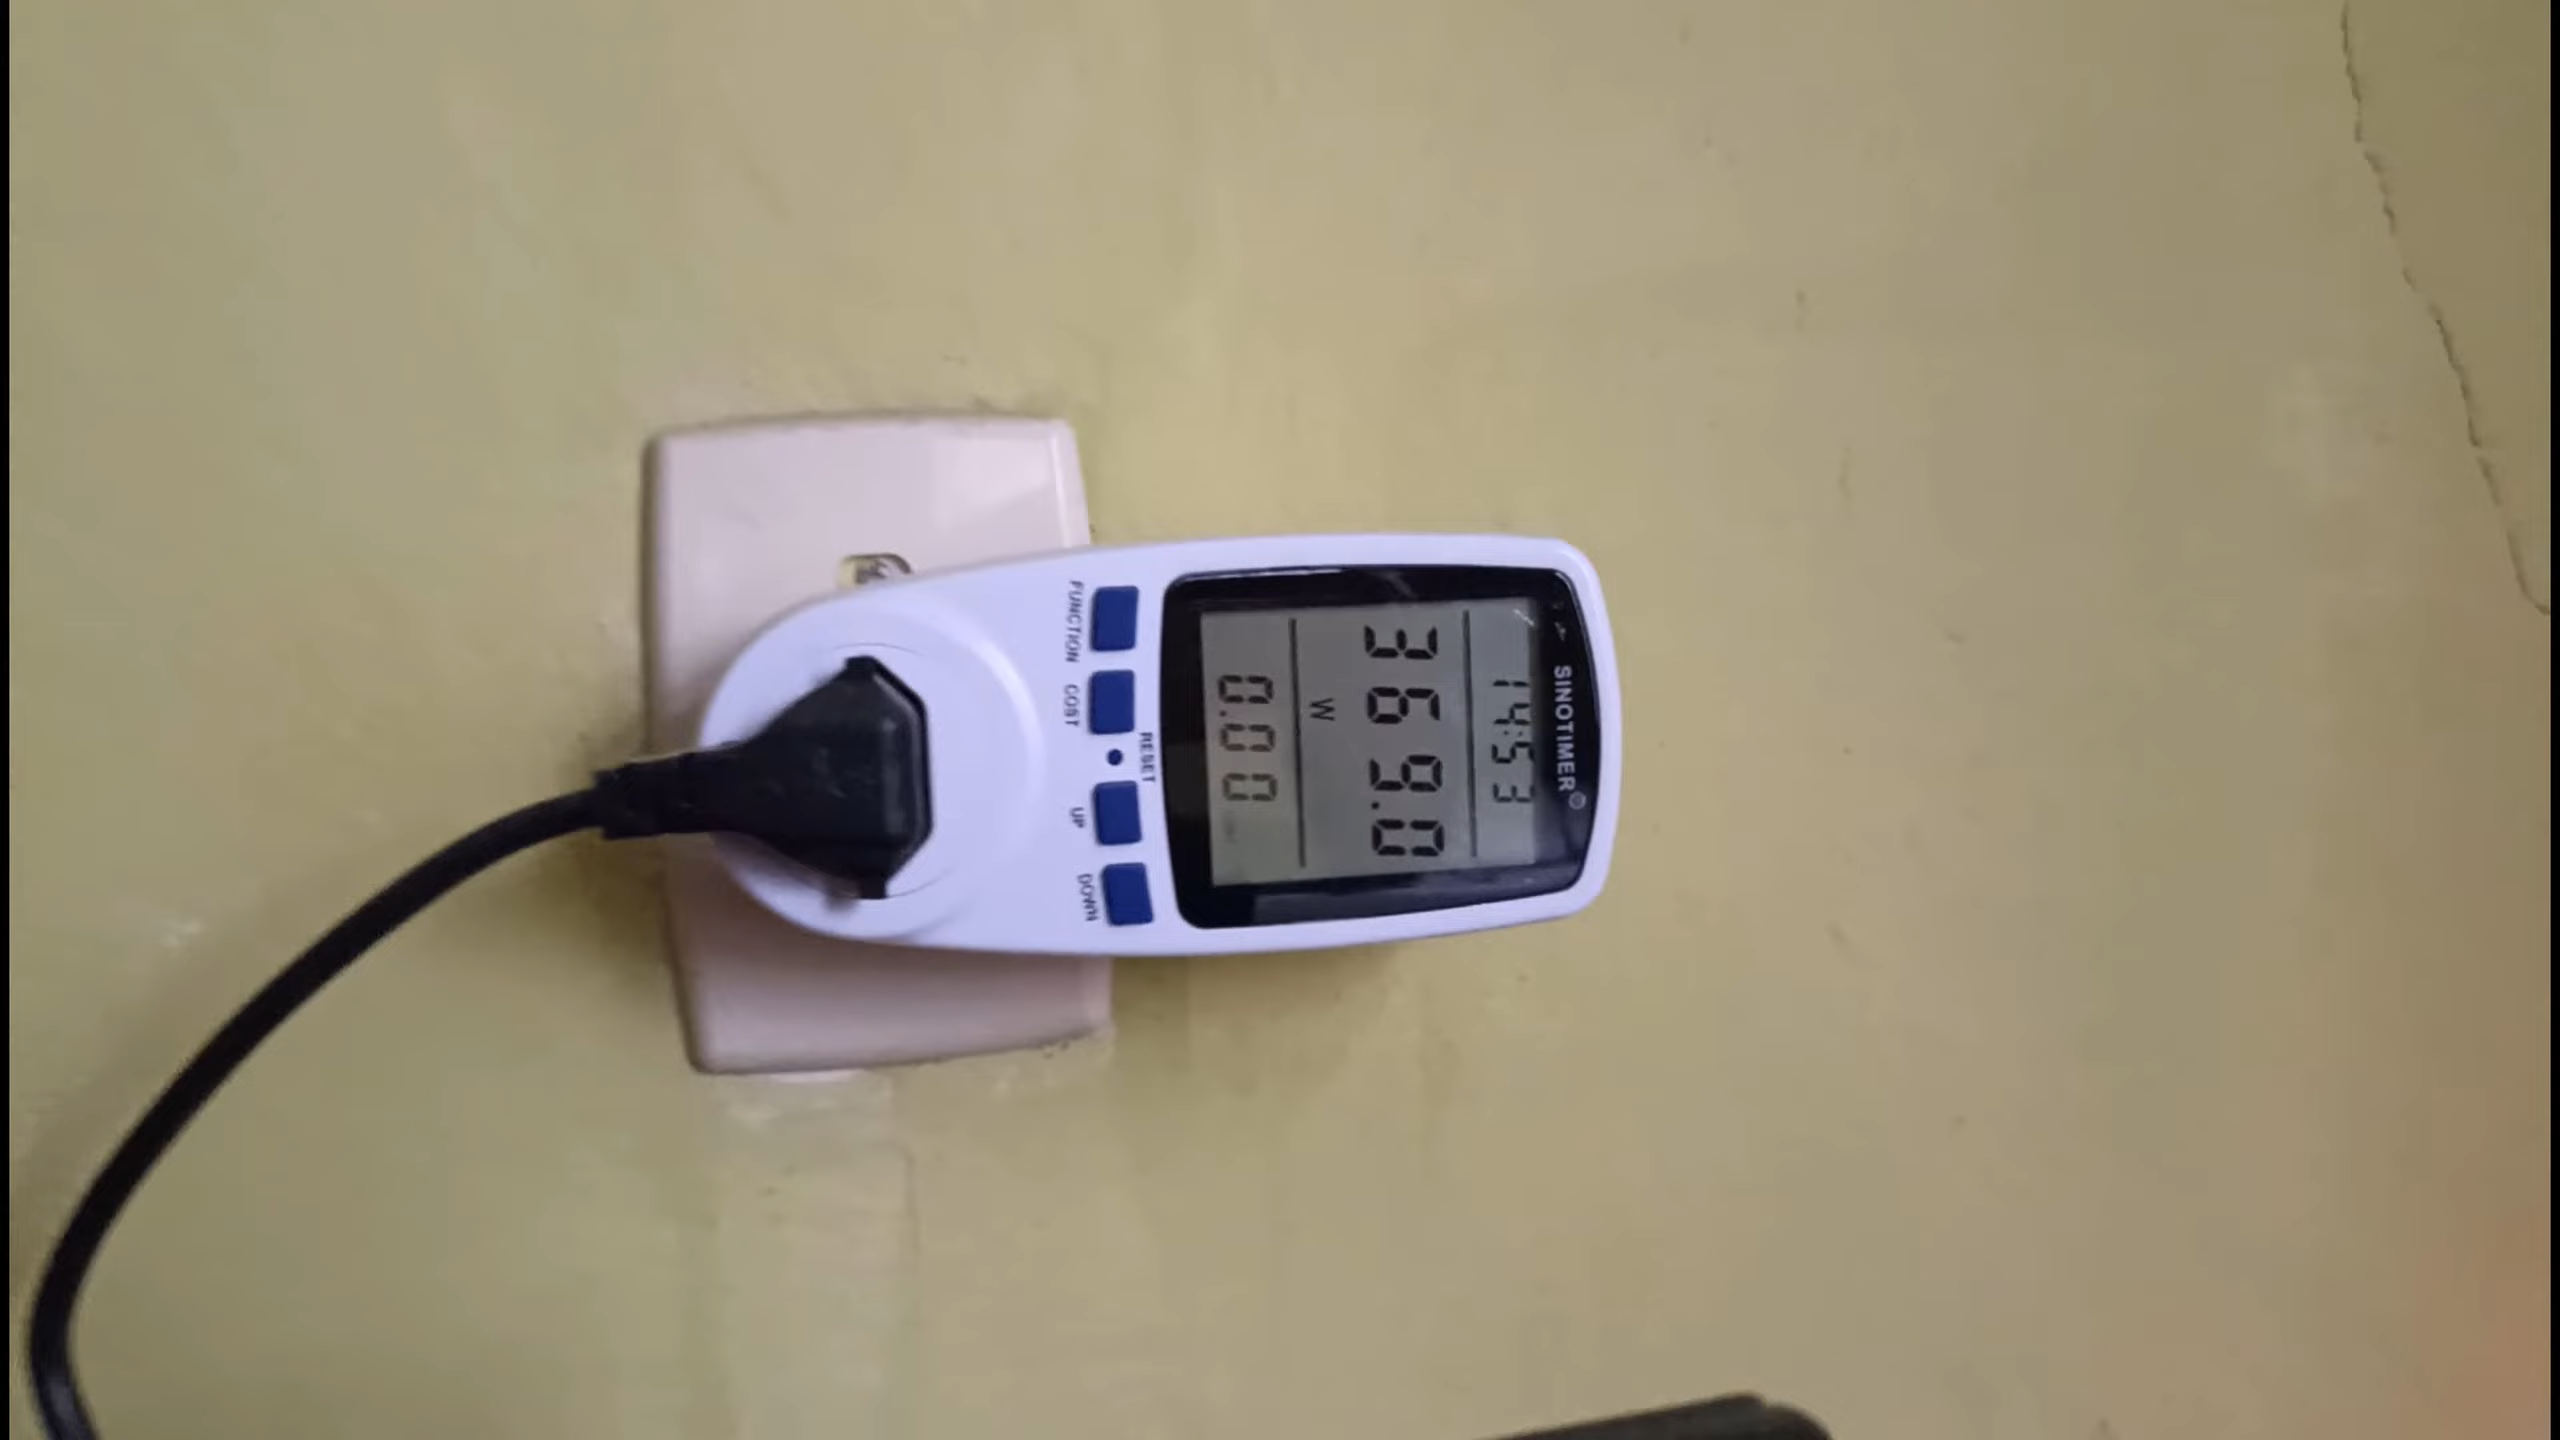 SINOTIMER®
14:53
369.0
W
0.00
FUNCTION
COST
RESET
UP
DOWN